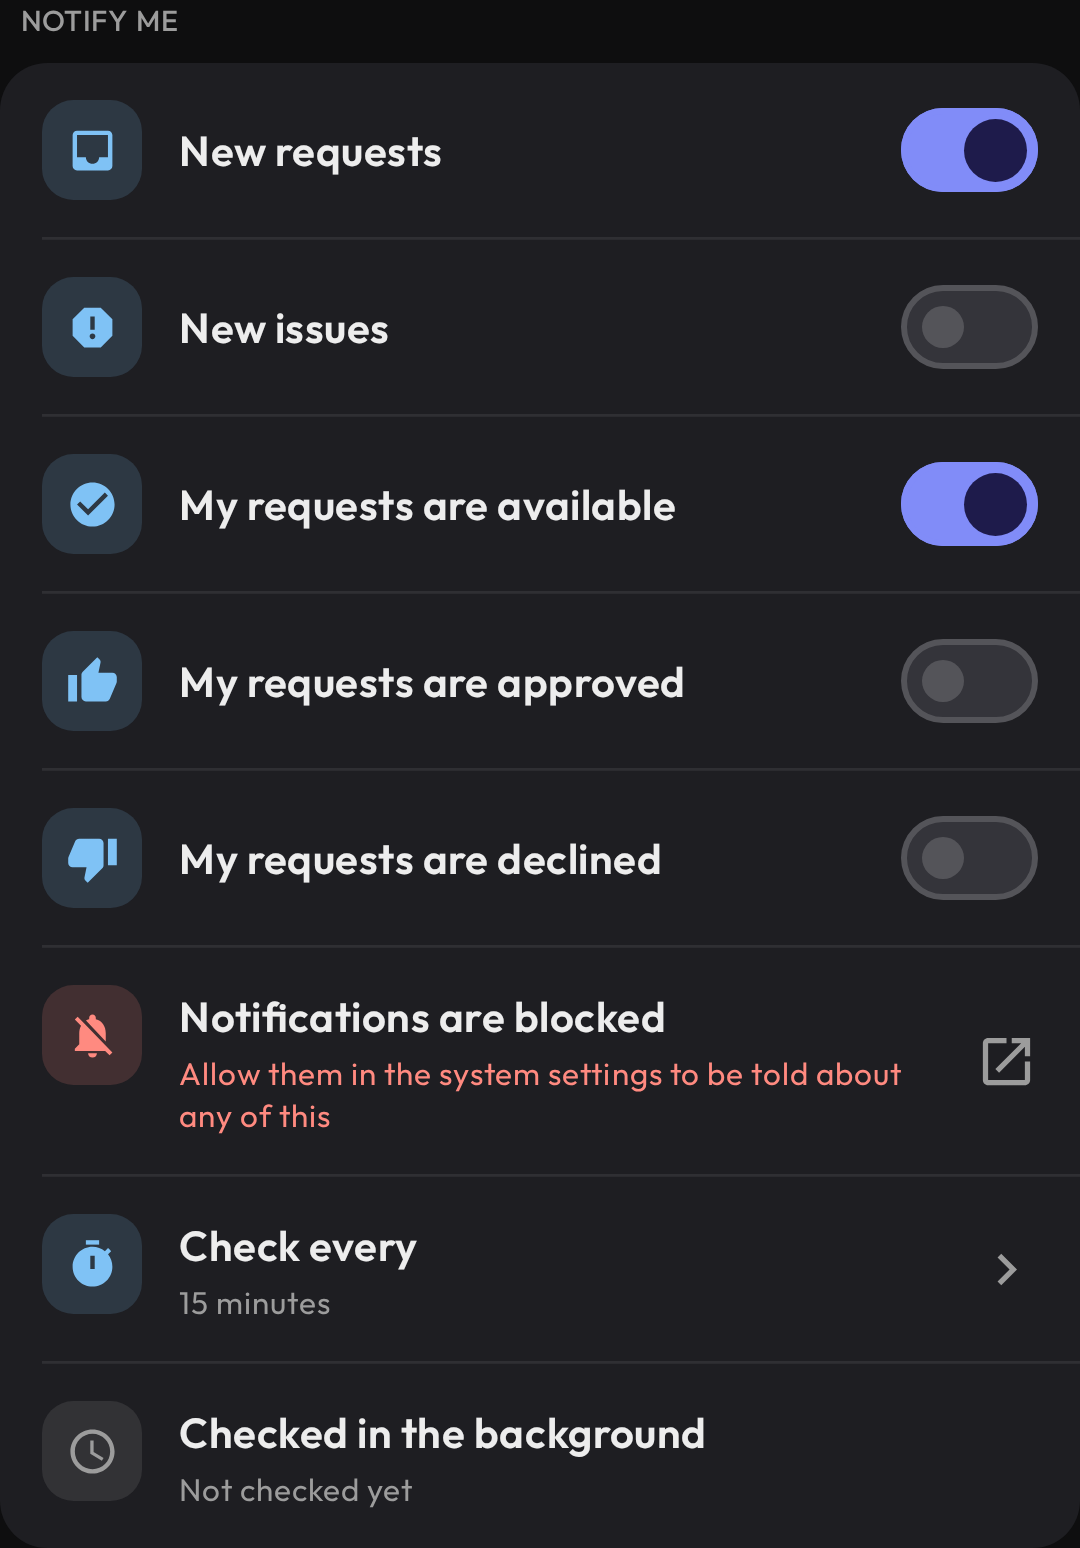 NOTIFY ME
New requests
New issues
My requests are available
My requests are approved
My requests are declined
Notifications are blocked
Allow them in the system settings to be told about
any of this
Check every
15 minutes
Checked in the background
Not checked yet